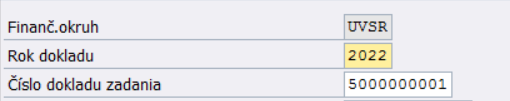 Finanč.okruh UVSR
Rok dokladu 2022
Číslo dokladu zadania 5000000001